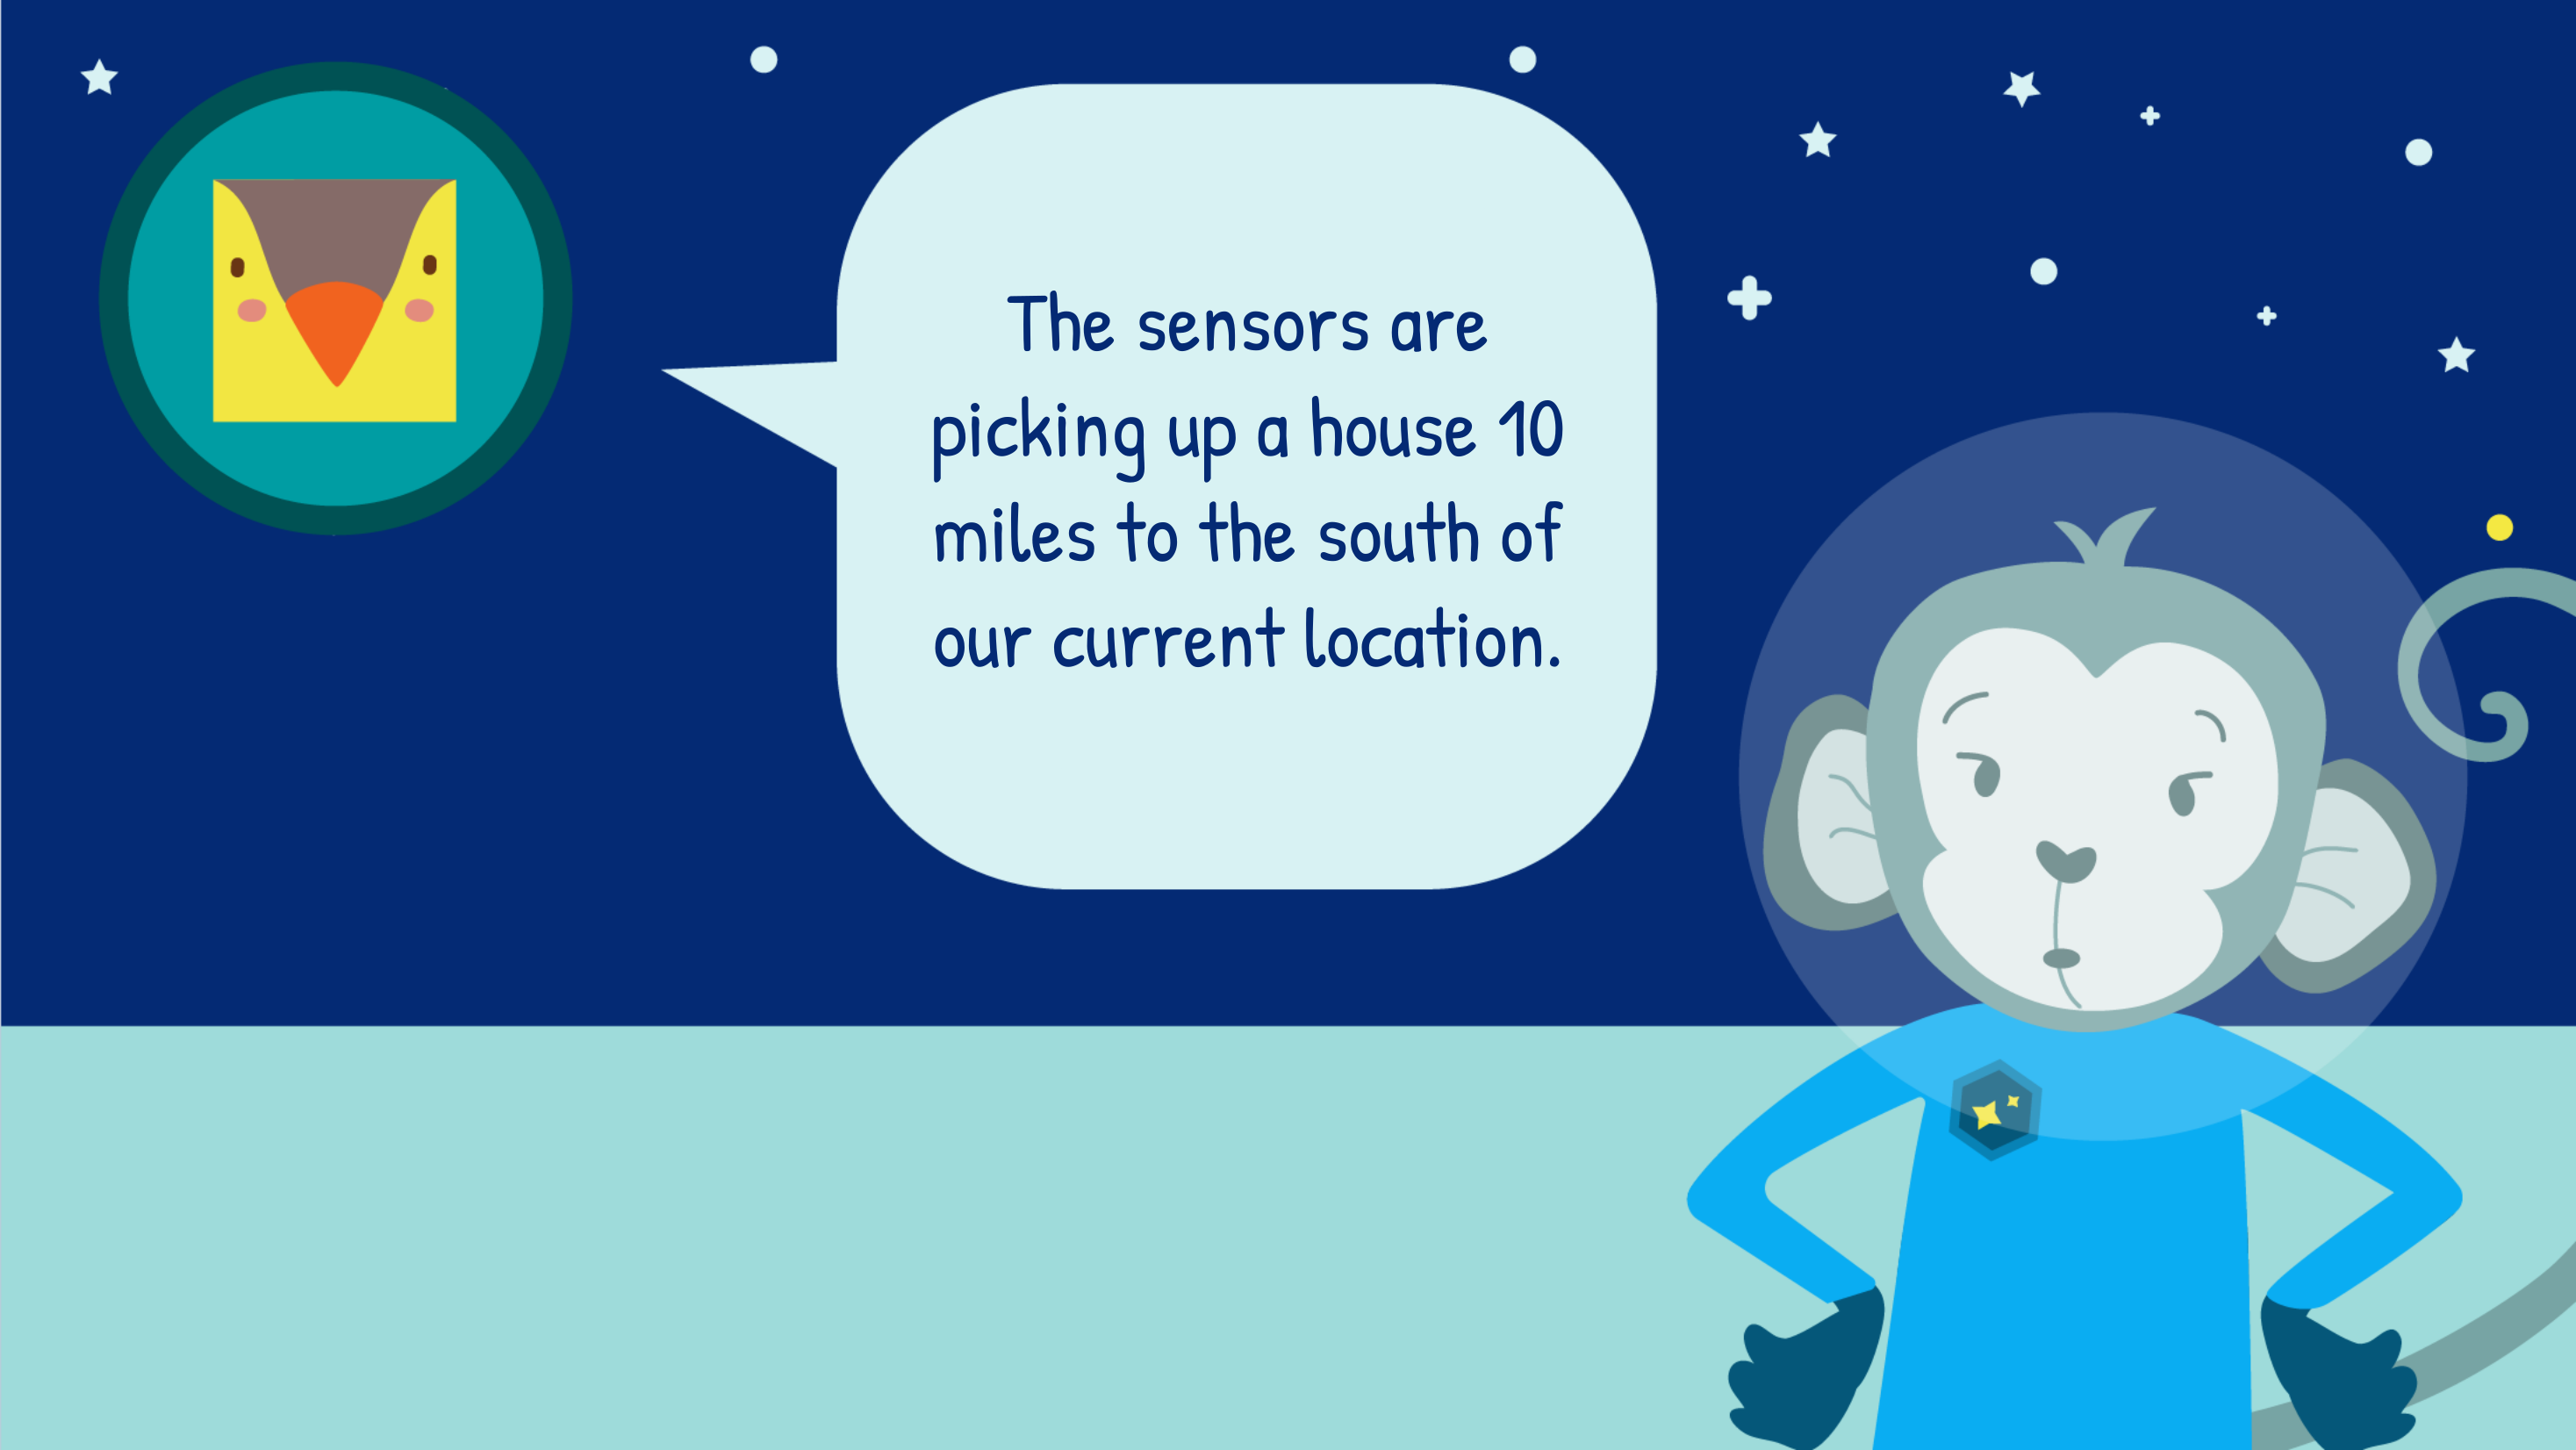 The sensors are
picking up a house 10
miles to the south of
our current location.